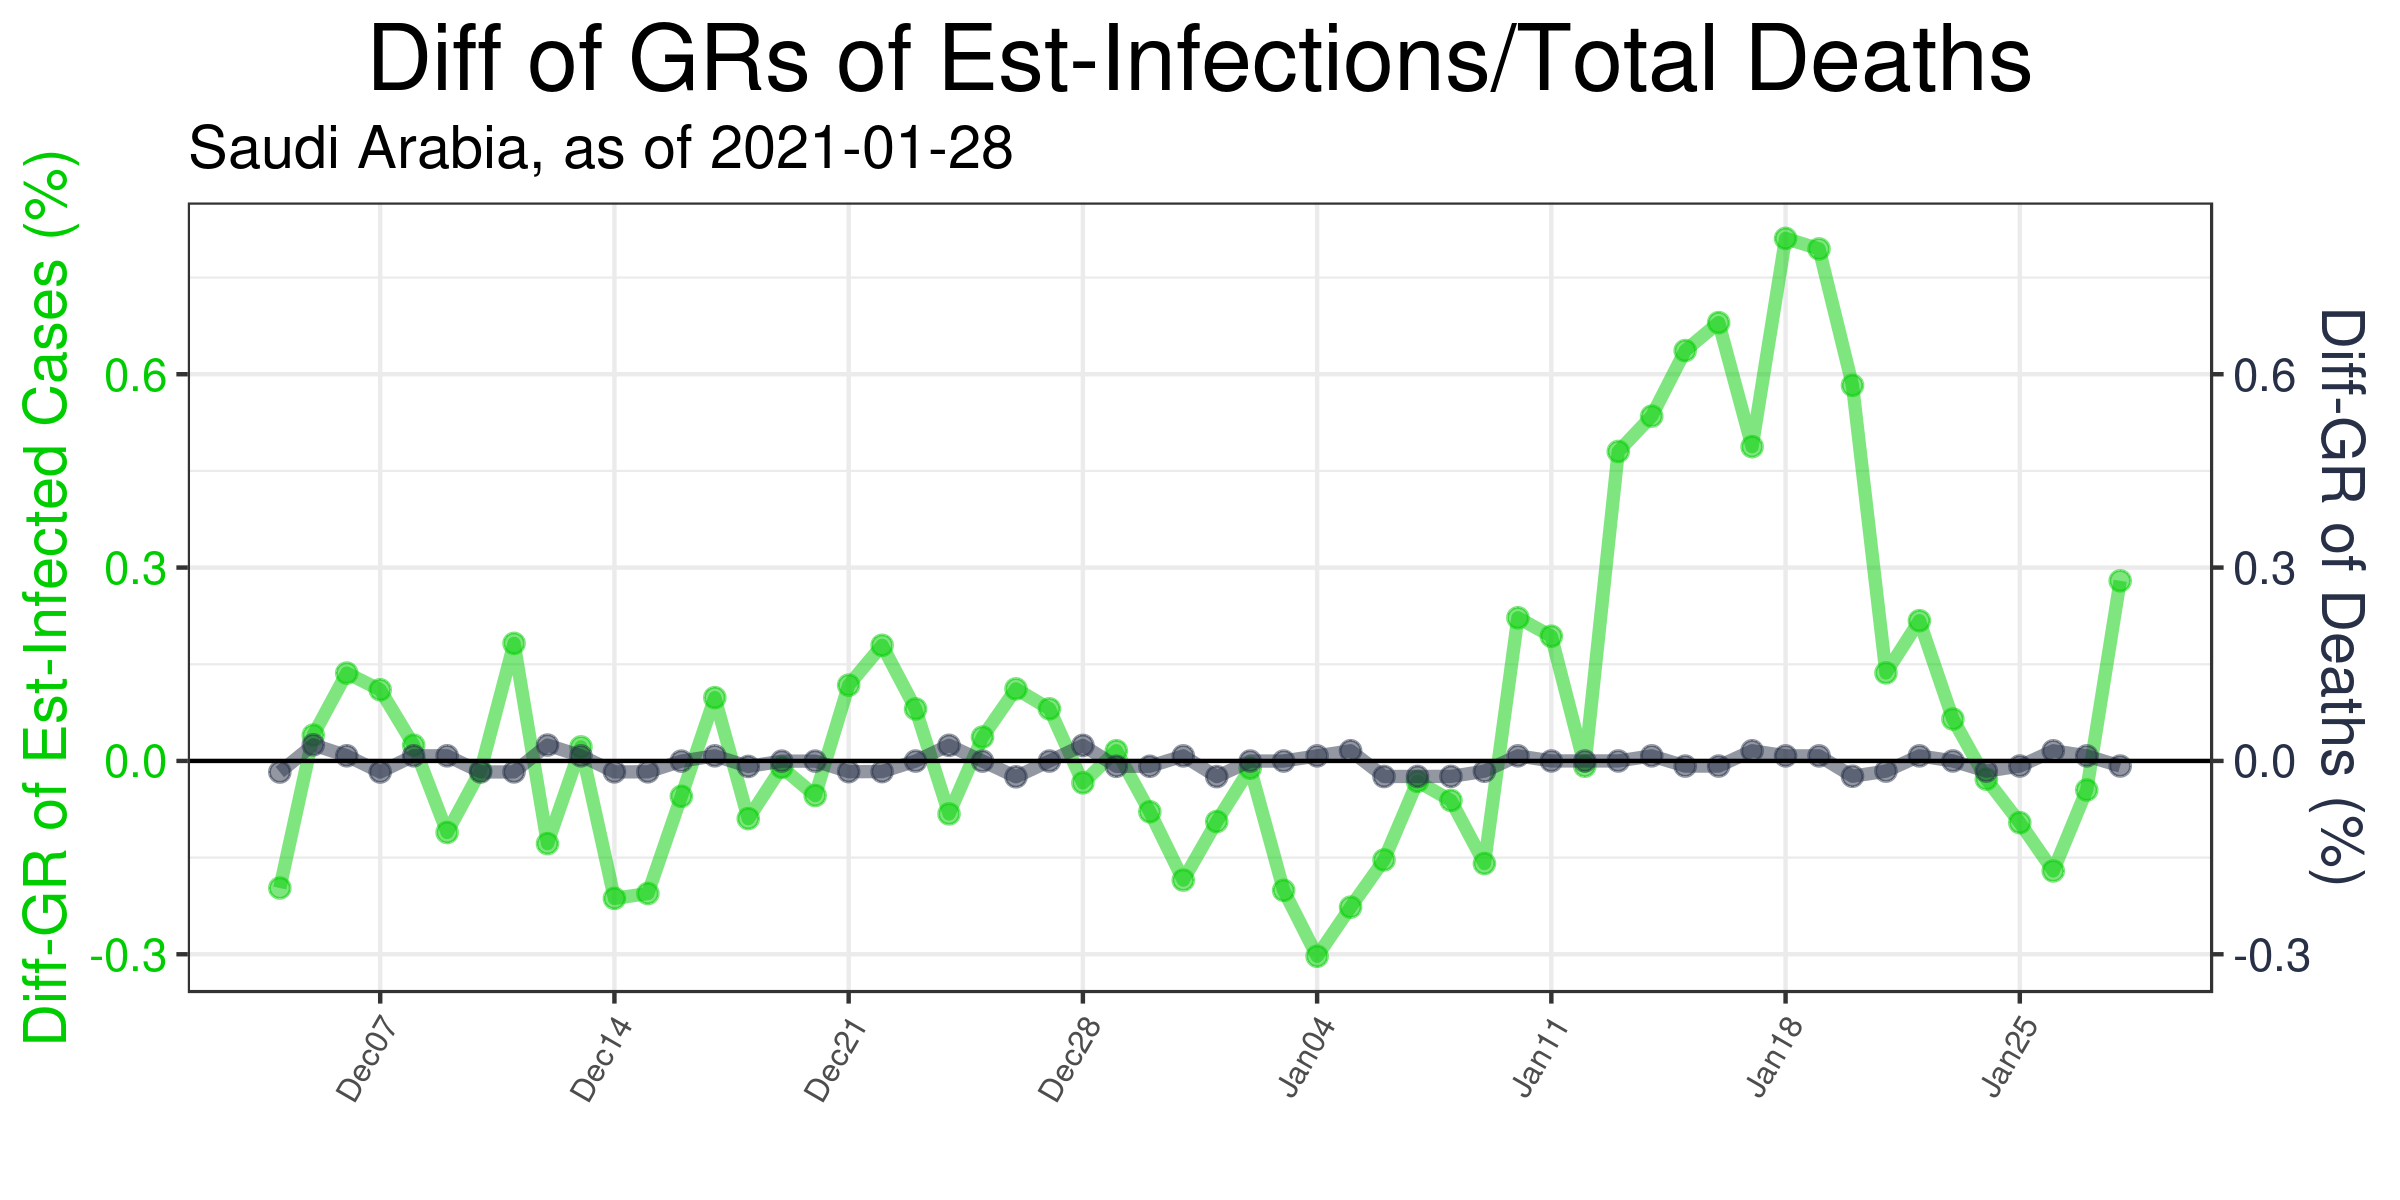 Diff of GRs of Est-Infections/Total Deaths
Saudi Arabia, as of 2021-01-28
Diff-GR of Est-Infected Cases (%)
0.6
0.3
0.0
-0.3
0.6
0.3
0.0
-0.3
Diff-GR of Deaths (%)
Dec07
Dec14
Dec21
Dec28
Jan04
Jan11
Jan18
Jan25